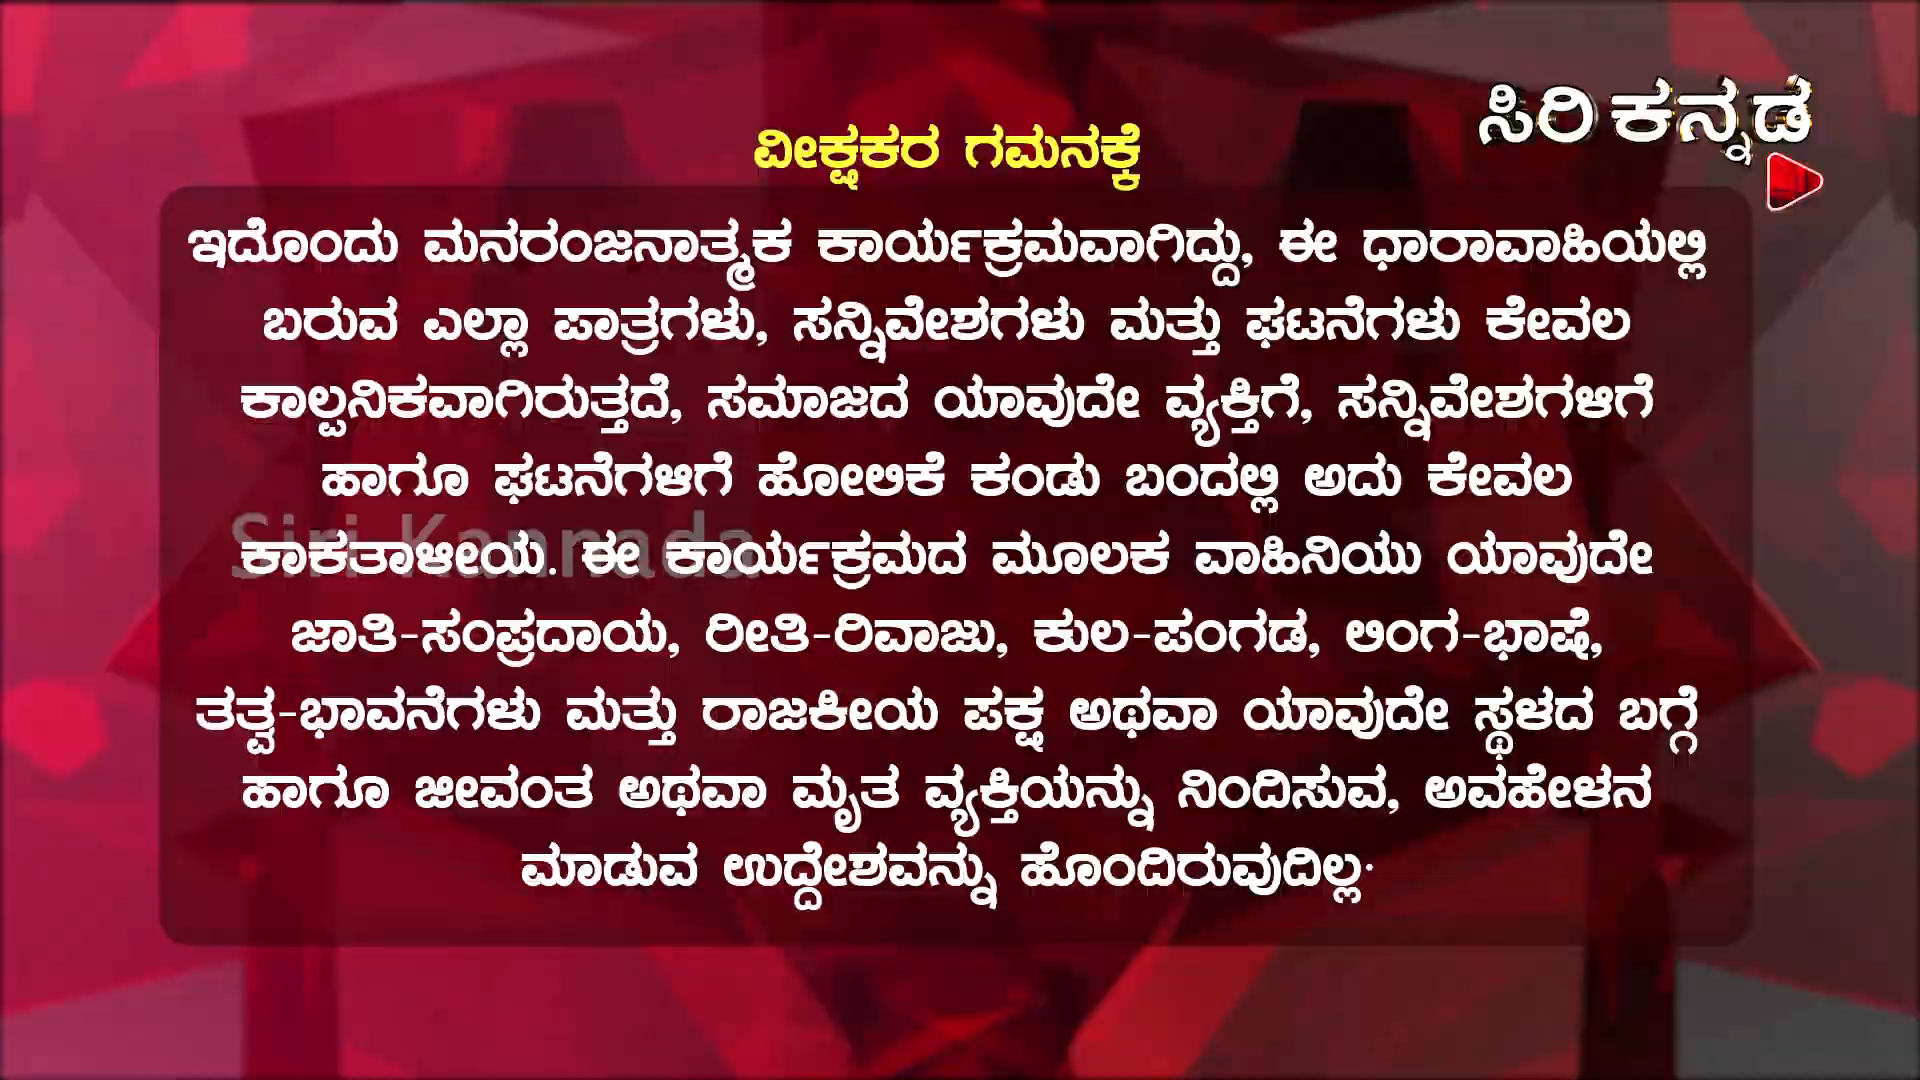 ಸಿರಿ ಕನ್ನಡ
ವೀಕ್ಷಕರ ಗಮನಕ್ಕೆ
ಇದೊಂದು ಮನರಂಜನಾತ್ಮಕ ಕಾರ್ಯಕ್ರಮವಾಗಿದ್ದು, ಈ ಧಾರಾವಾಹಿಯಲ್ಲಿ
ಬರುವ ಎಲ್ಲಾ ಪಾತ್ರಗಳು, ಸನ್ನಿವೇಶಗಳು ಮತ್ತು ಘಟನೆಗಳು ಕೇವಲ
ಕಾಲ್ಪನಿಕವಾಗಿರುತ್ತದೆ, ಸಮಾಜದ ಯಾವುದೇ ವ್ಯಕ್ತಿಗೆ, ಸನ್ನಿವೇಶಗಳಿಗೆ
ಹಾಗೂ ಘಟನೆಗಳಿಗೆ ಹೋಲಿಕೆ ಕಂಡು ಬಂದಲ್ಲಿ ಅದು ಕೇವಲ
Siri Kannada
ಕಾಕತಾಳೀಯ. ಈ ಕಾರ್ಯಕ್ರಮದ ಮೂಲಕ ವಾಹಿನಿಯು ಯಾವುದೇ
ಜಾತಿ-ಸಂಪ್ರದಾಯ, ರೀತಿ-ರಿವಾಜು, ಕುಲ-ಪಂಗಡ, ಲಿಂಗ-ಭಾಷೆ,
ತತ್ವ-ಭಾವನೆಗಳು ಮತ್ತು ರಾಜಕೀಯ ಪಕ್ಷ ಅಥವಾ ಯಾವುದೇ ಸ್ಥಳದ ಬಗ್ಗೆ
ಹಾಗೂ ಜೀವಂತ ಅಥವಾ ಮೃತ ವ್ಯಕ್ತಿಯನ್ನು ನಿಂದಿಸುವ, ಅವಹೇಳನ
ಮಾಡುವ ಉದ್ದೇಶವನ್ನು ಹೊಂದಿರುವುದಿಲ್ಲ.